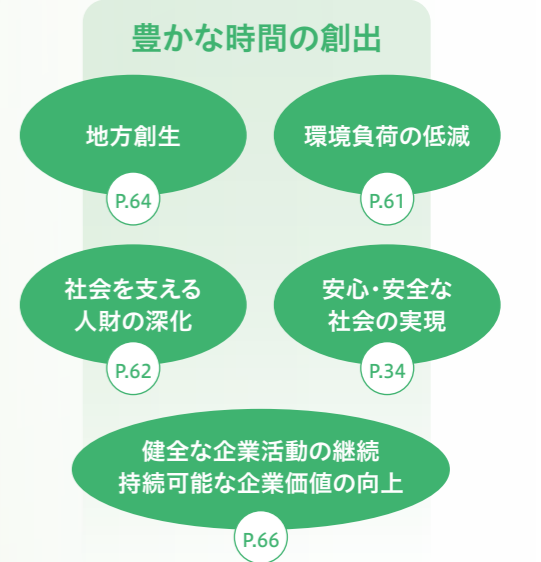 豊かな時間の創出
地方創生
P.64
環境負荷の低減
P.61
社会を支える
人財の深化
P.62
安心・安全な
社会の実現
P.34
健全な企業活動の継続
持続可能な企業価値の向上
P.66